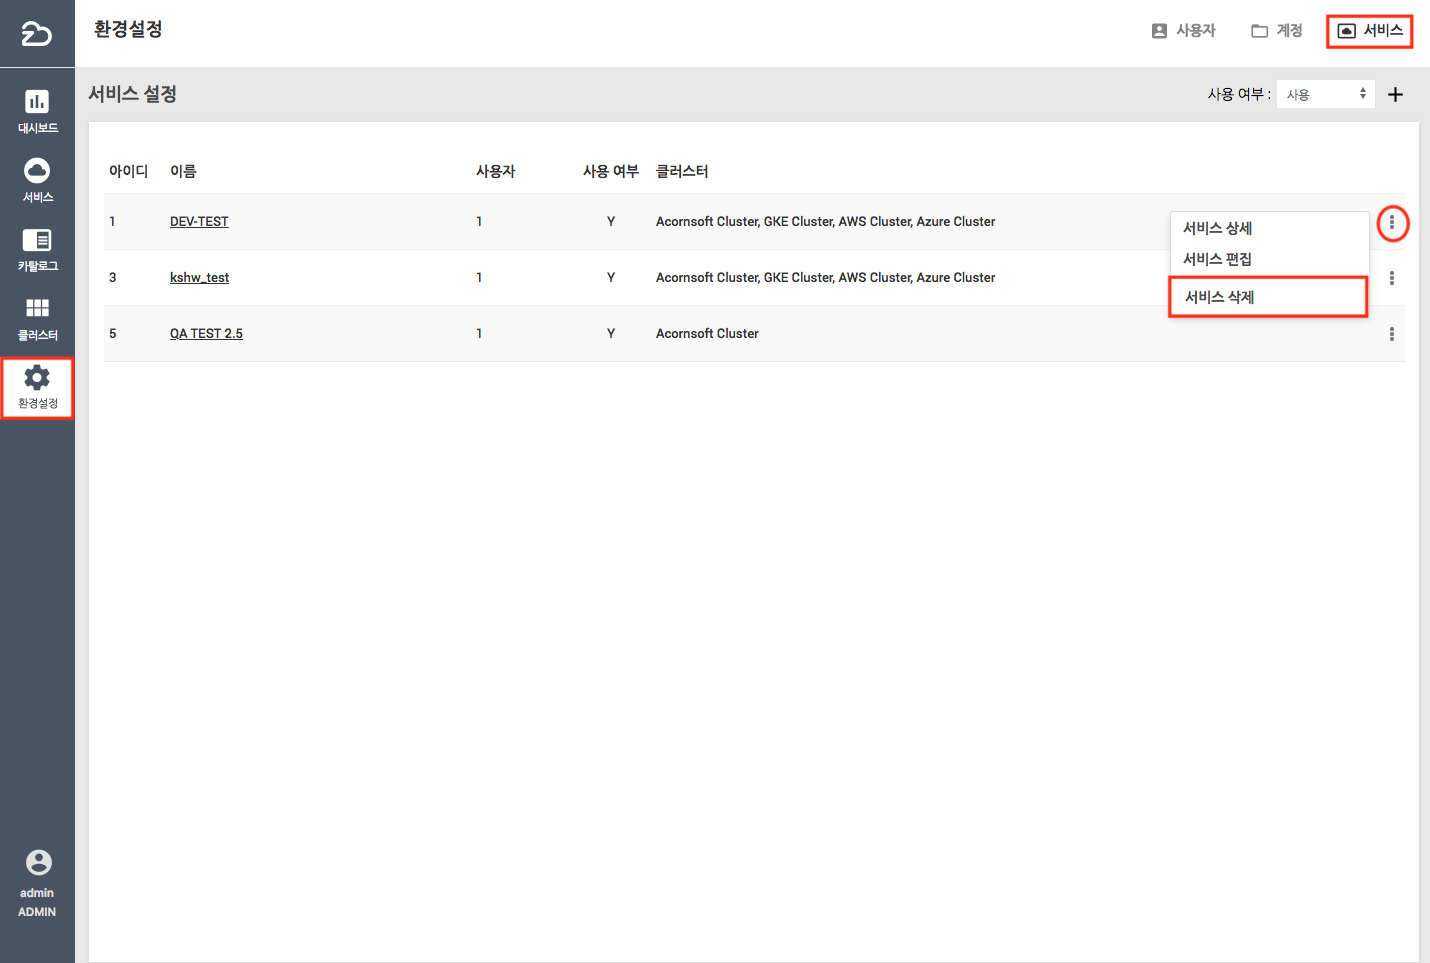 환경설정
사용자
계정
서비스
대시보드
서비스
카탈로그
클러스터
환경설정
admin
ADMIN
서비스 설정
사용 여부 : 사용
아이디 이름 사용자 사용 여부 클러스터
1 DEV-TEST 1 Y Acornsoft Cluster, GKE Cluster, AWS Cluster, Azure Cluster
3 kshw_test 1 Y Acornsoft Cluster, GKE Cluster, AWS Cluster, Azure Cluster
5 QA TEST 2.5 1 Y Acornsoft Cluster
서비스 상세
서비스 편집
서비스 삭제